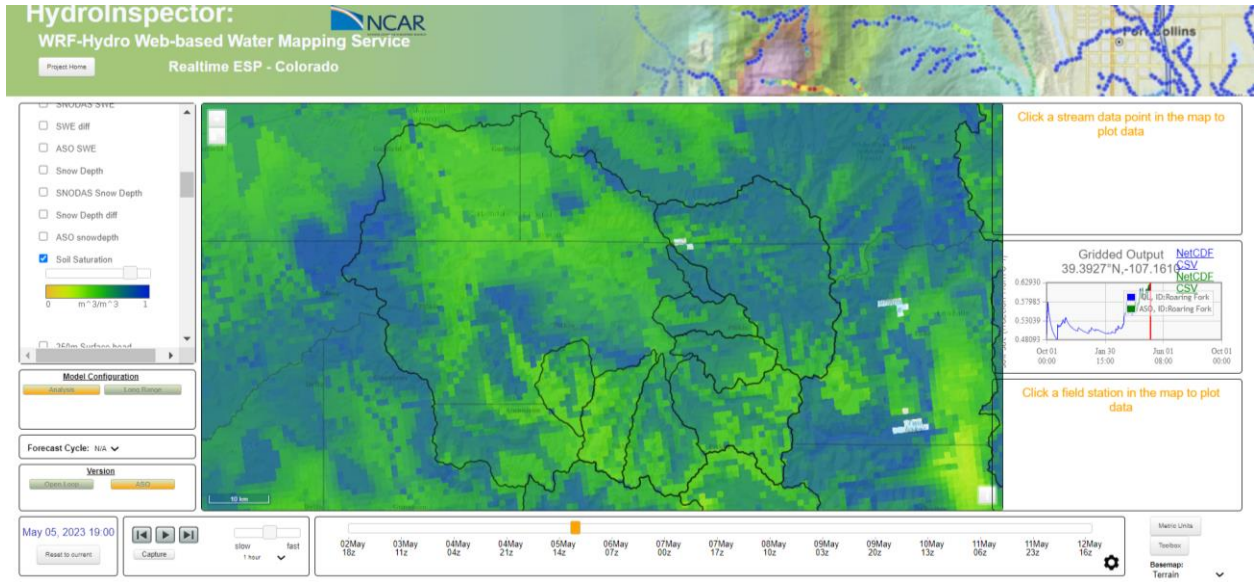 HydroInspector:
NCAR
WRF-Hydro Web-based Water Mapping Service
Project Home
Realtime ESP - Colorado
Fort Collins
SNODAS SWE
SWE diff
ASO SWE
Snow Depth
SNODAS Snow Depth
Snow Depth diff
ASO snowdepth
Soil Saturation
0 m^3/m^3 1
250m Surface head
Model Configuration
Analysis Long Range
Forecast Cycle: N/A
Version
Open Loop ASO
10 km
Click a stream data point in the map to
plot data
Gridded Output
39.3927°N,-107.1610
NetCDF
CSV
NetCDF
CSV
0.62930
0.57985
0.53039
0.48093
OL, ID:Roaring Fork
ASO, ID:Roaring Fork
Oct 01
00:00
Jan 30
15:00
Jun 01
08:00
Oct 01
00:00
Click a field station in the map to plot
data
May 05, 2023 19:00
Reset to current
Capture
slow fast
1 hour
02May
18z
03May
11z
04May
04z
04May
21z
05May
14z
06May
07z
07May
00z
07May
17z
08May
10z
09May
03z
09May
20z
10May
13z
11May
06z
11May
23z
12May
16z
Metric Units
Toolbox
Basemap:
Terrain